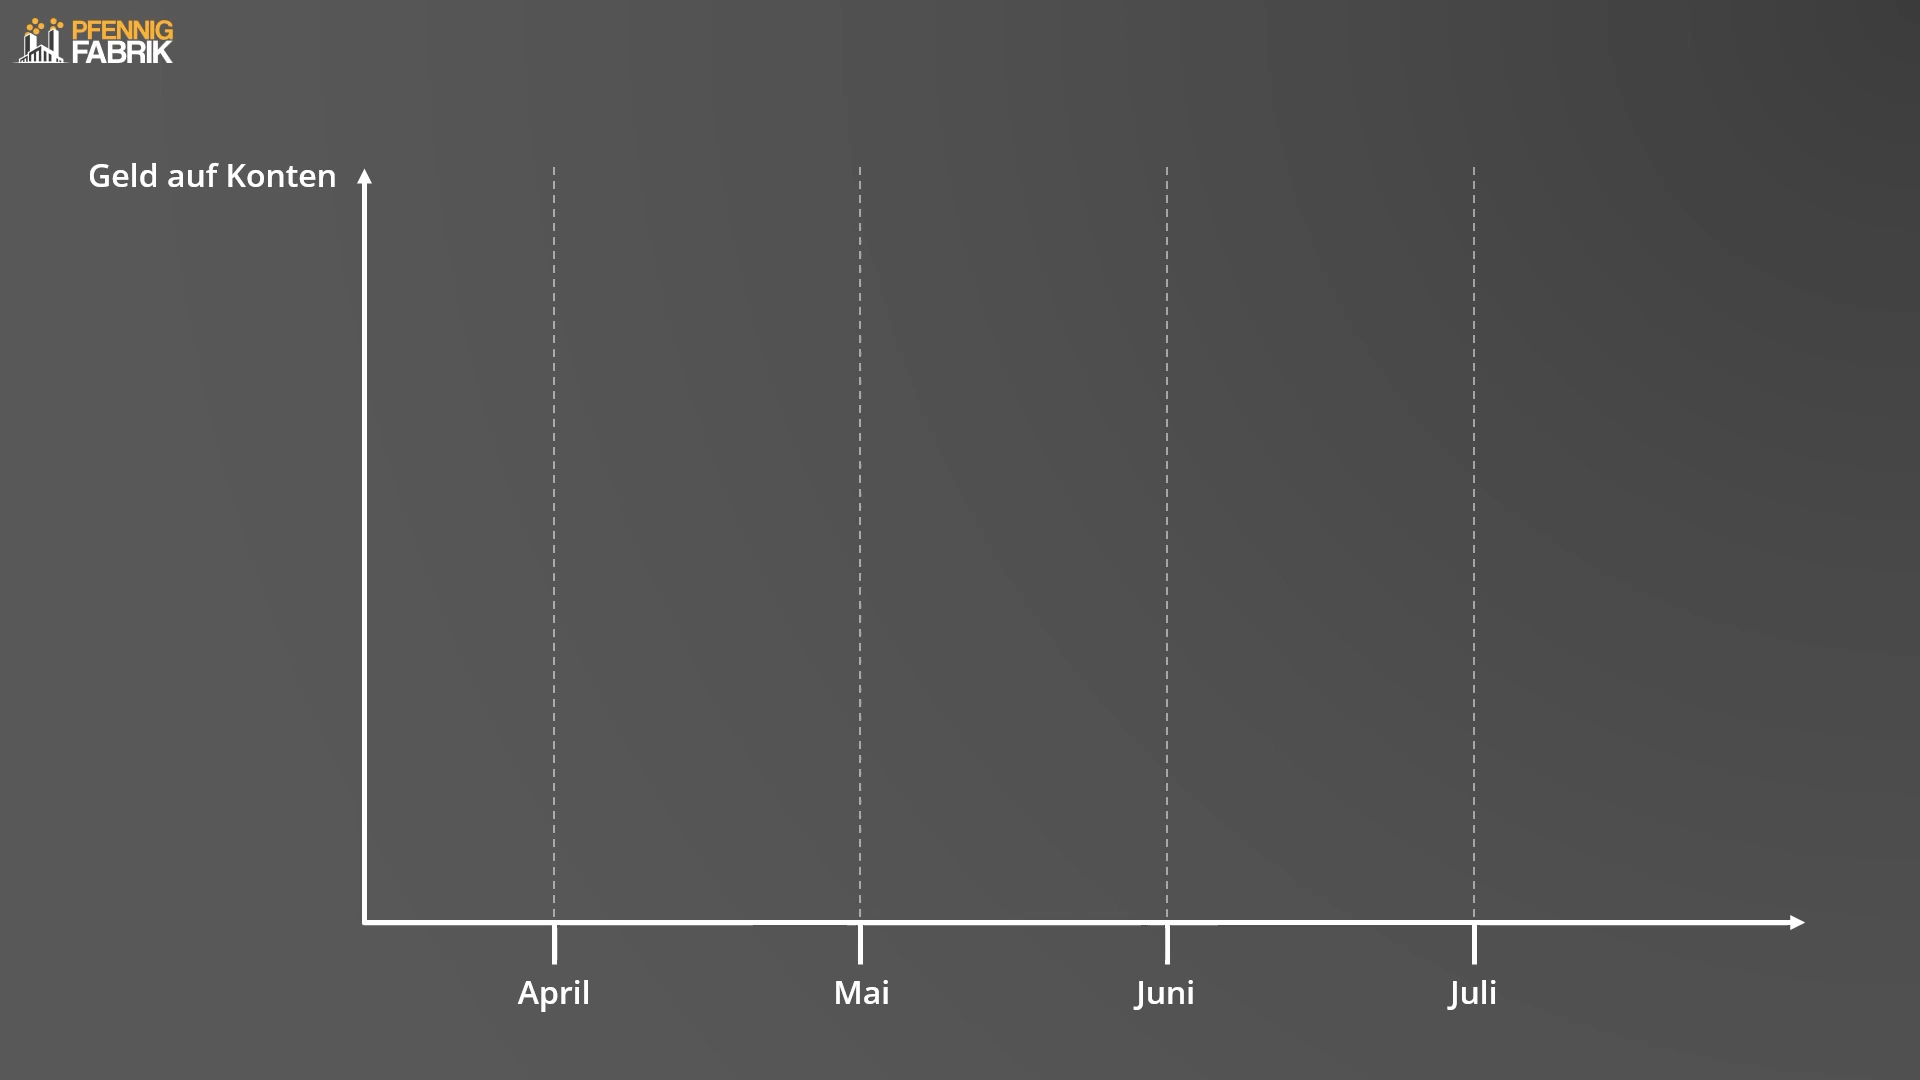 PFENNIG
FABRIK
Geld auf Konten
April
Mai
Juni
Juli